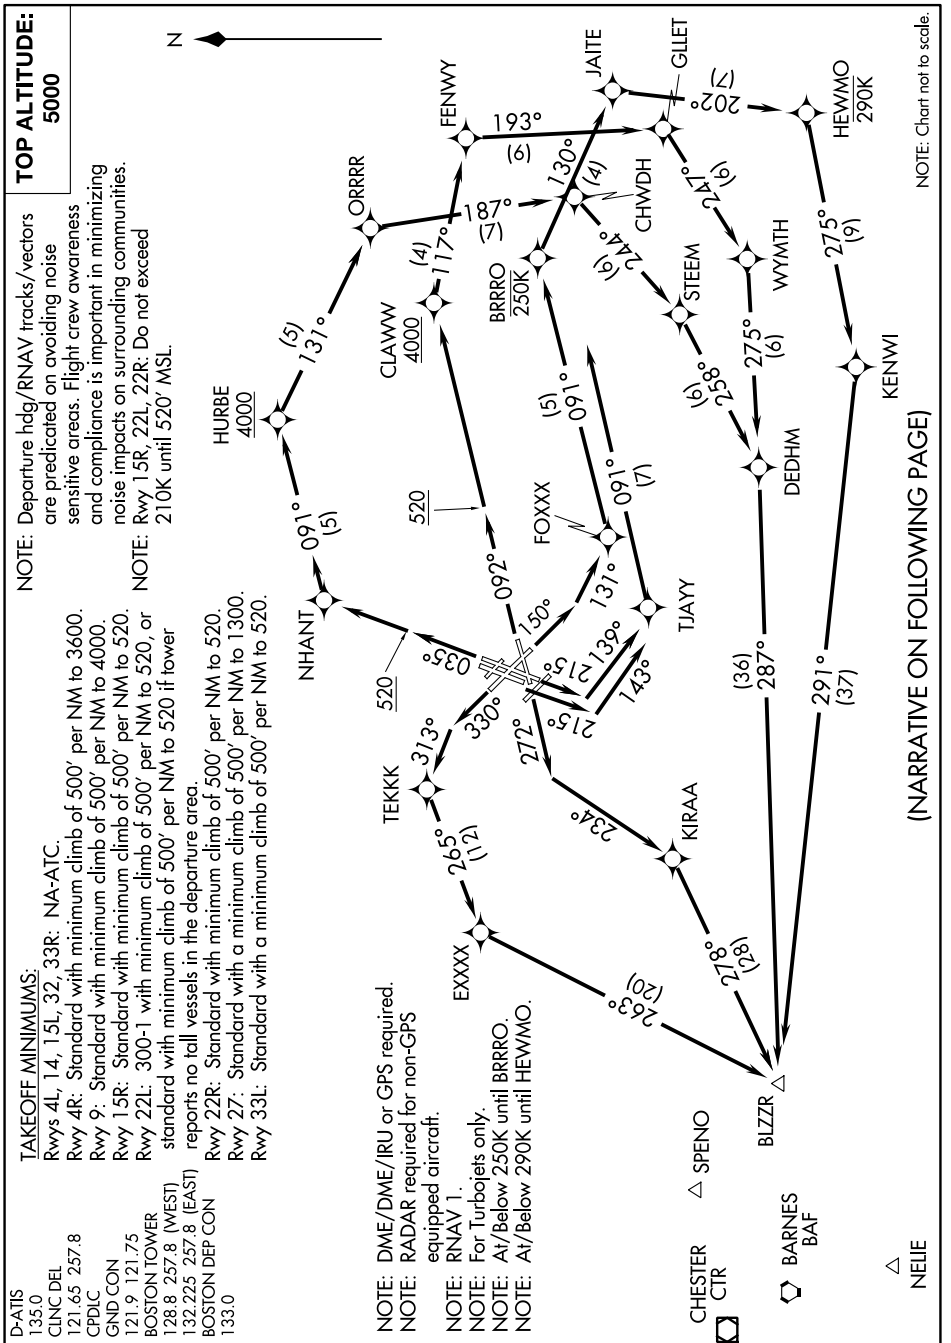 D-ATIS
135.0
CLNC DEL
121.65 257.8
CPDLC
GND CON
121.9 121.75
BOSTON TOWER
128.8 257.8 (WEST)
132.225 257.8 (EAST)
BOSTON DEP CON
133.0
TAKEOFF MINIMUMS:
Rwys 4L, 14, 15L, 32, 33R: NA-ATC.
Rwy 4R: Standard with minimum climb of 500' per NM to 3600.
Rwy 9: Standard with minimum climb of 500' per NM to 4000.
Rwy 15R: Standard with minimum climb of 500' per NM to 520.
Rwy 22L: 300-1 with minimum climb of 500' per NM to 520, or
standard with minimum climb of 500' per NM to 520 if tower
reports no tall vessels in the departure area.
Rwy 22R: Standard with minimum climb of 500' per NM to 520.
Rwy 27: Standard with a minimum climb of 500' per NM to 1300.
Rwy 33L: Standard with a minimum climb of 500' per NM to 520.
NOTE: Departure hdg/RNAV tracks/vectors
are predicated on avoiding noise
sensitive areas. Flight crew awareness
and compliance is important in minimizing
noise impacts on surrounding communities.
NOTE: Rwy 15R, 22L, 22R: Do not exceed
210K until 520' MSL.
TOP ALTITUDE:
5000
N
NOTE: DME/DME/IRU or GPS required.
NOTE: RADAR required for non-GPS
equipped aircraft.
NOTE: RNAV 1.
NOTE: For Turbojets only.
NOTE: At/Below 250K until BRRRO.
NOTE: At/Below 290K until HEWMO.
HURBE
4000
(5)
131°
ORRRR
NHANT
091°
(5)
520
035°
CLAWW
4000
(4)
117°
FENWY
187°
(7)
193°
(6)
520
092°
BRRRO
250K
130°
(4)
JAITE
CHWDH
GLLET
202°
(7)
FOXXX
(5)
091°
150°
131°
091°
(7)
TJAYY
139°
143°
215°
215°
TEKKK
313°
330°
265°
(12)
EXXXX
263°
(20)
272°
234°
KIRAA
278°
(28)
(6)
244°
STEEM
247°
(6)
WYMTH
(6)
258°
275°
(6)
DEDHM
HEWMO
290K
275°
(9)
KENWI
(36)
287°
291°
(37)
BLZZR
SPENO
CHESTER
CTR
BARNES
BAF
NELIE
(NARRATIVE ON FOLLOWING PAGE)
NOTE: Chart not to scale.